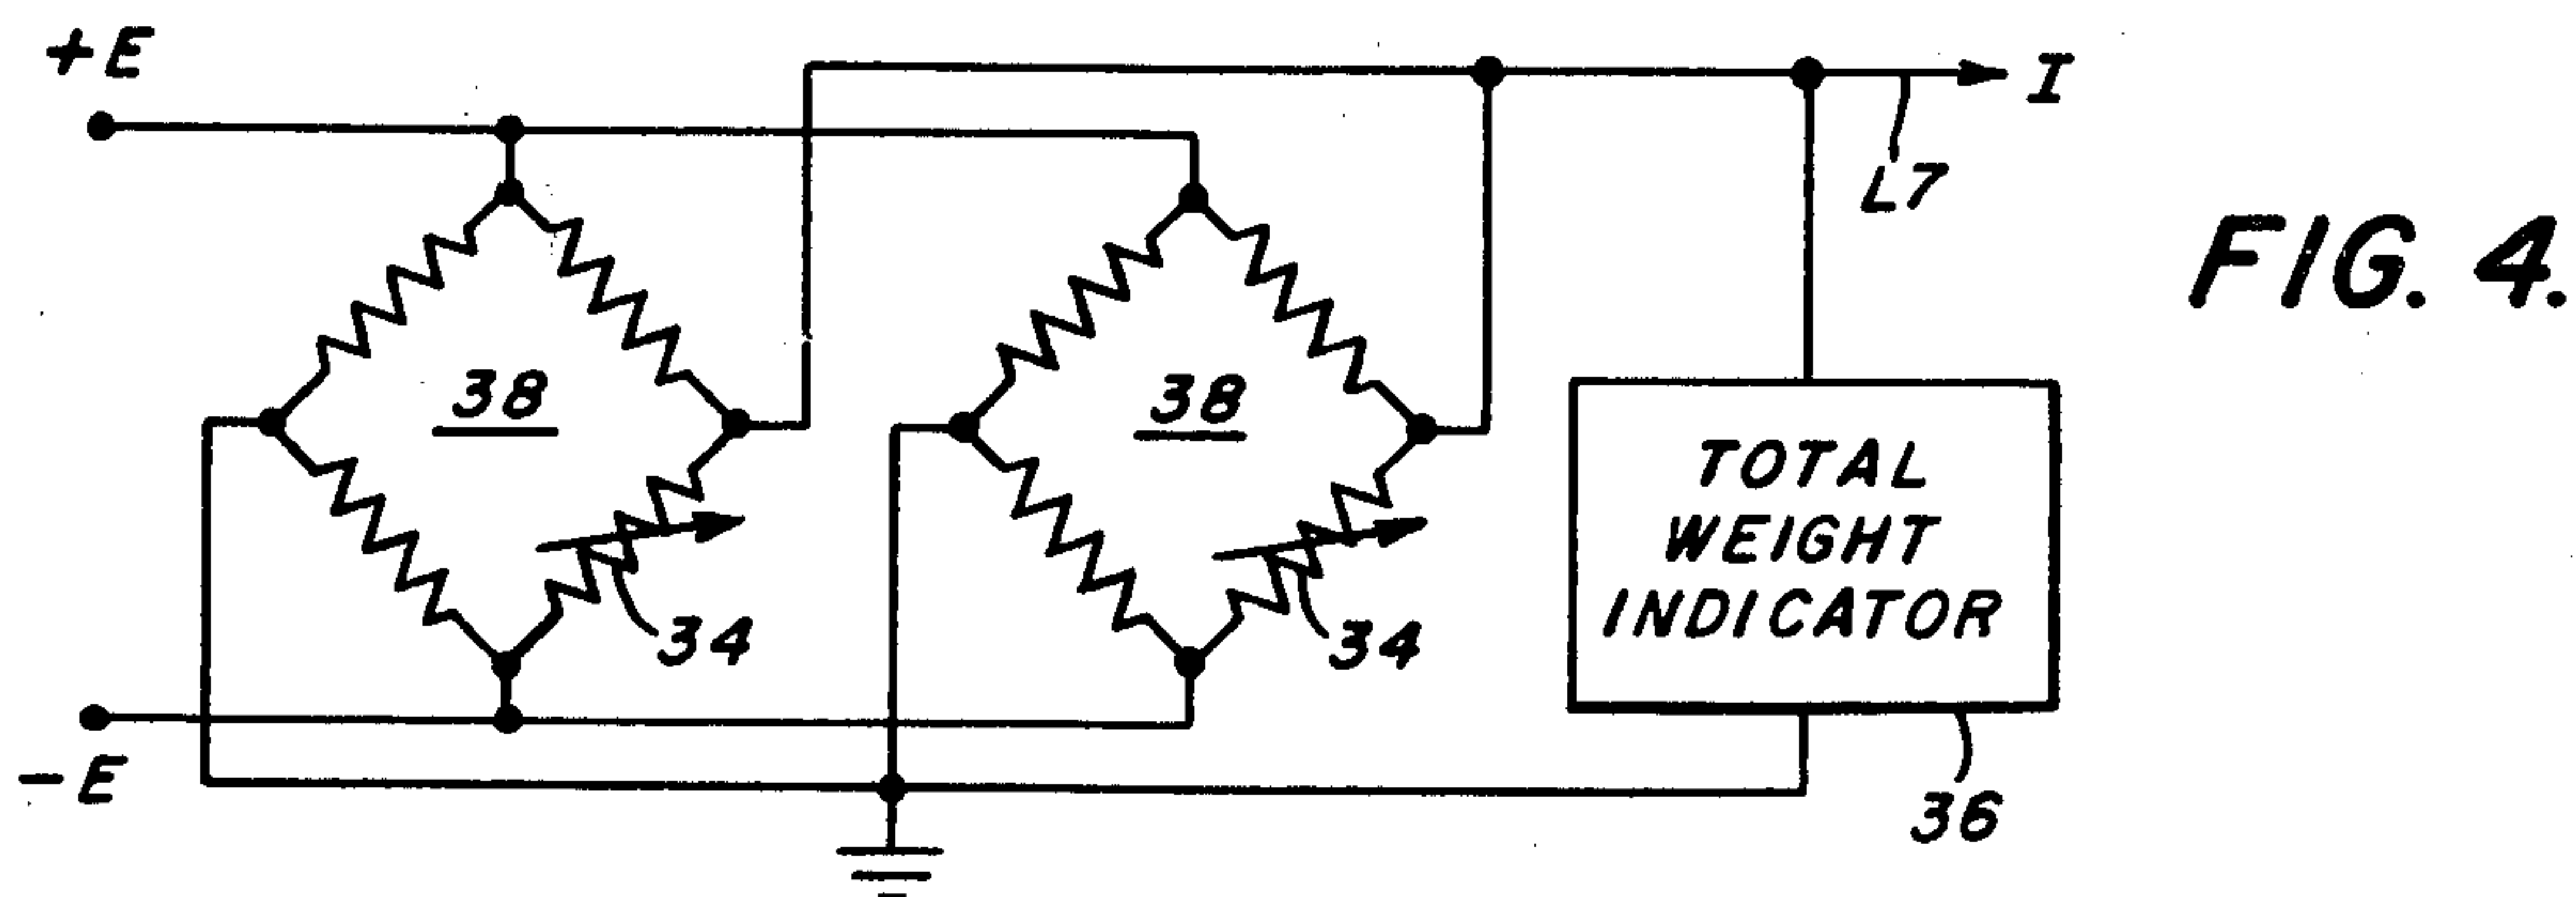 +E
I
L7
FIG. 4.
38
38
TOTAL
WEIGHT
INDICATOR
34
34
-E
36